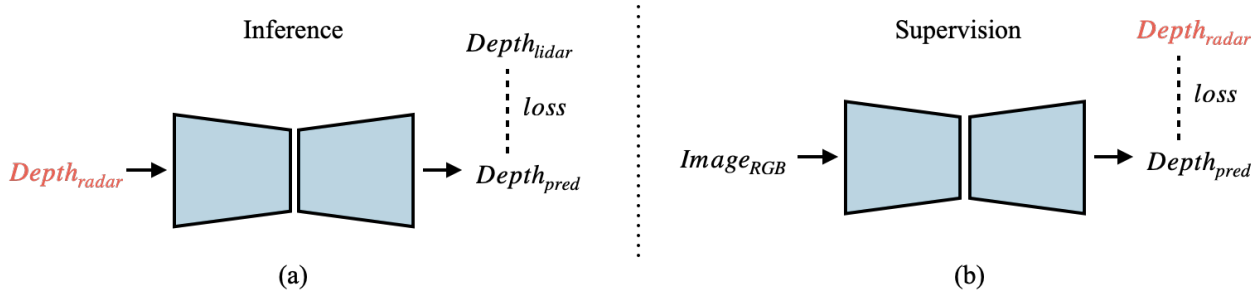 Inference
Depth_lidar
loss
Depth_radar
Depth_pred
(a)
Supervision
Depth_radar
loss
Image_RGB
Depth_pred
(b)